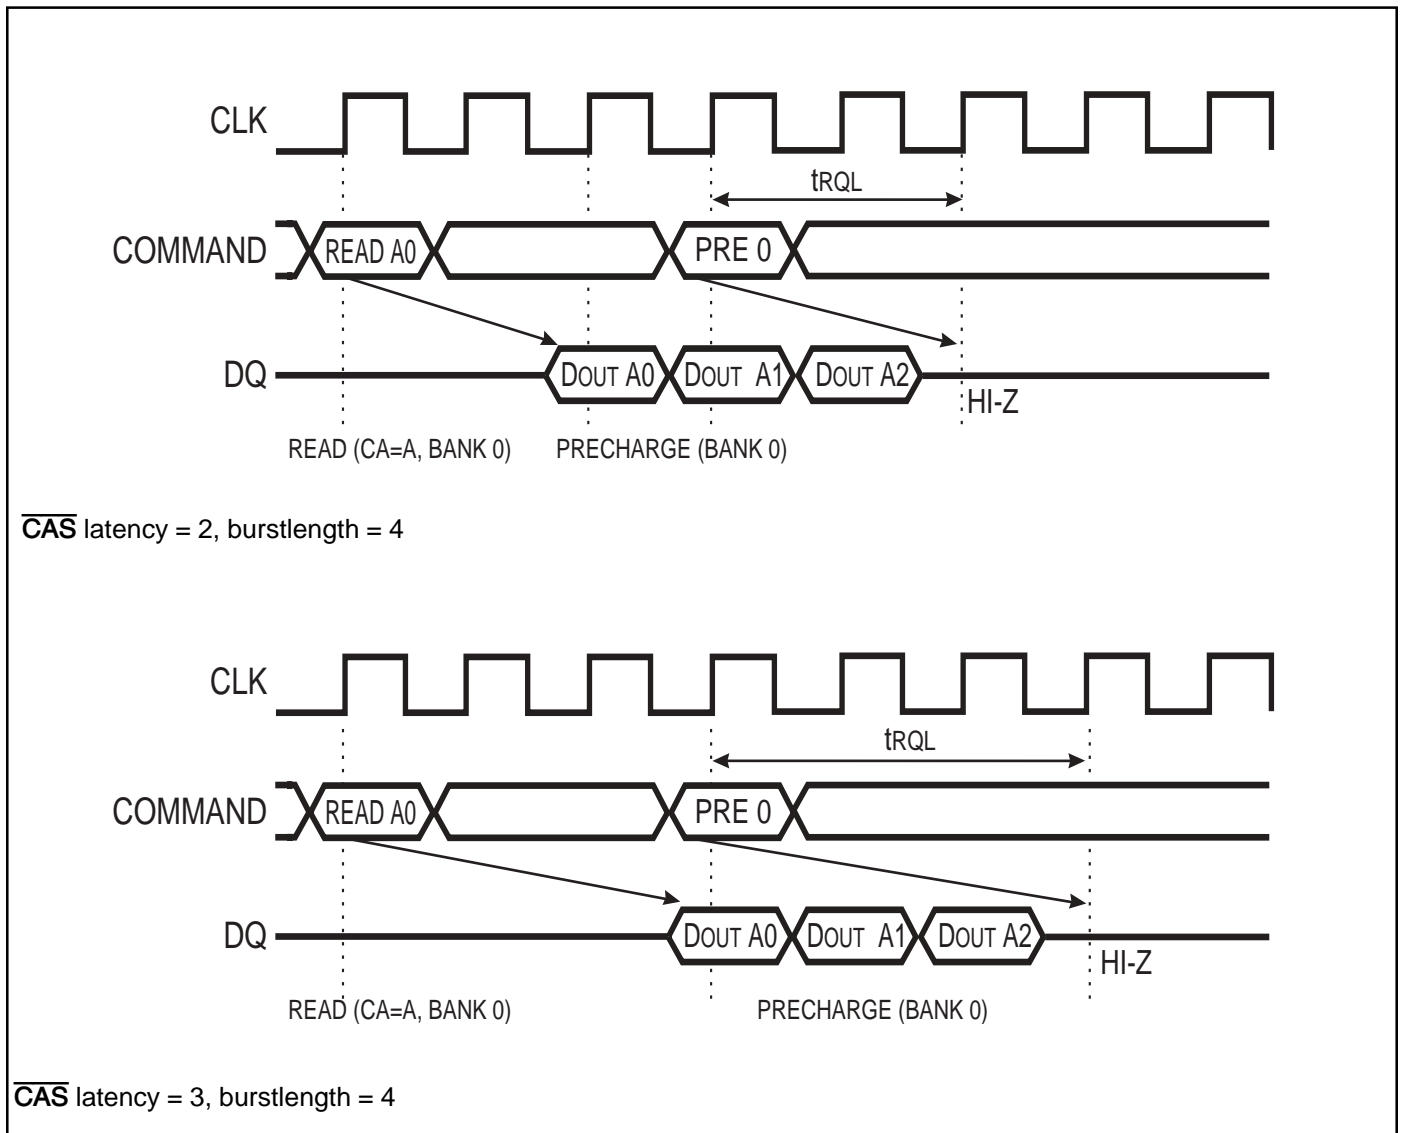 CLK
tRQL
COMMAND READ A0 PRE 0
DQ DOUT A0 DOUT A1 DOUT A2
HI-Z
READ (CA=A, BANK 0) PRECHARGE (BANK 0)
CAS latency = 2, burstlength = 4
CLK
tRQL
COMMAND READ A0 PRE 0
DQ DOUT A0 DOUT A1 DOUT A2
HI-Z
READ (CA=A, BANK 0) PRECHARGE (BANK 0)
CAS latency = 3, burstlength = 4